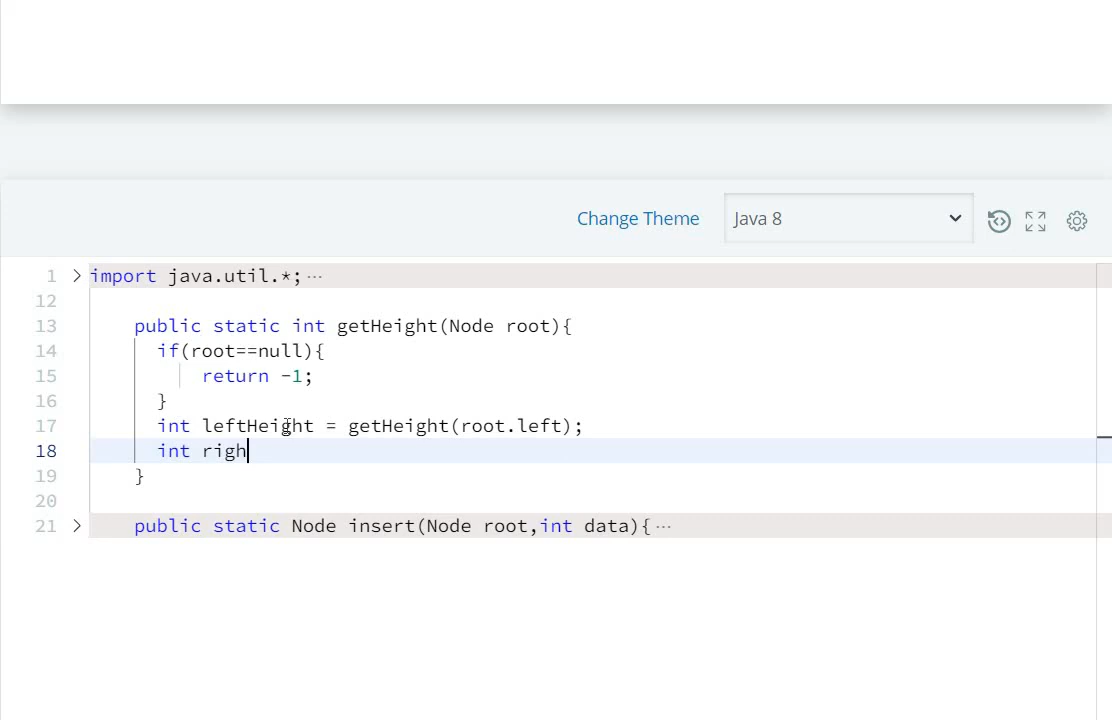 Change Theme Java 8
1 > import java.util.*; ···
12
13 public static int getHeight(Node root){
14 if(root==null){
15 return -1;
16 }
17 int leftHeight = getHeight(root.left);
18 int righ
19 }
20
21 > public static Node insert(Node root,int data){ ···